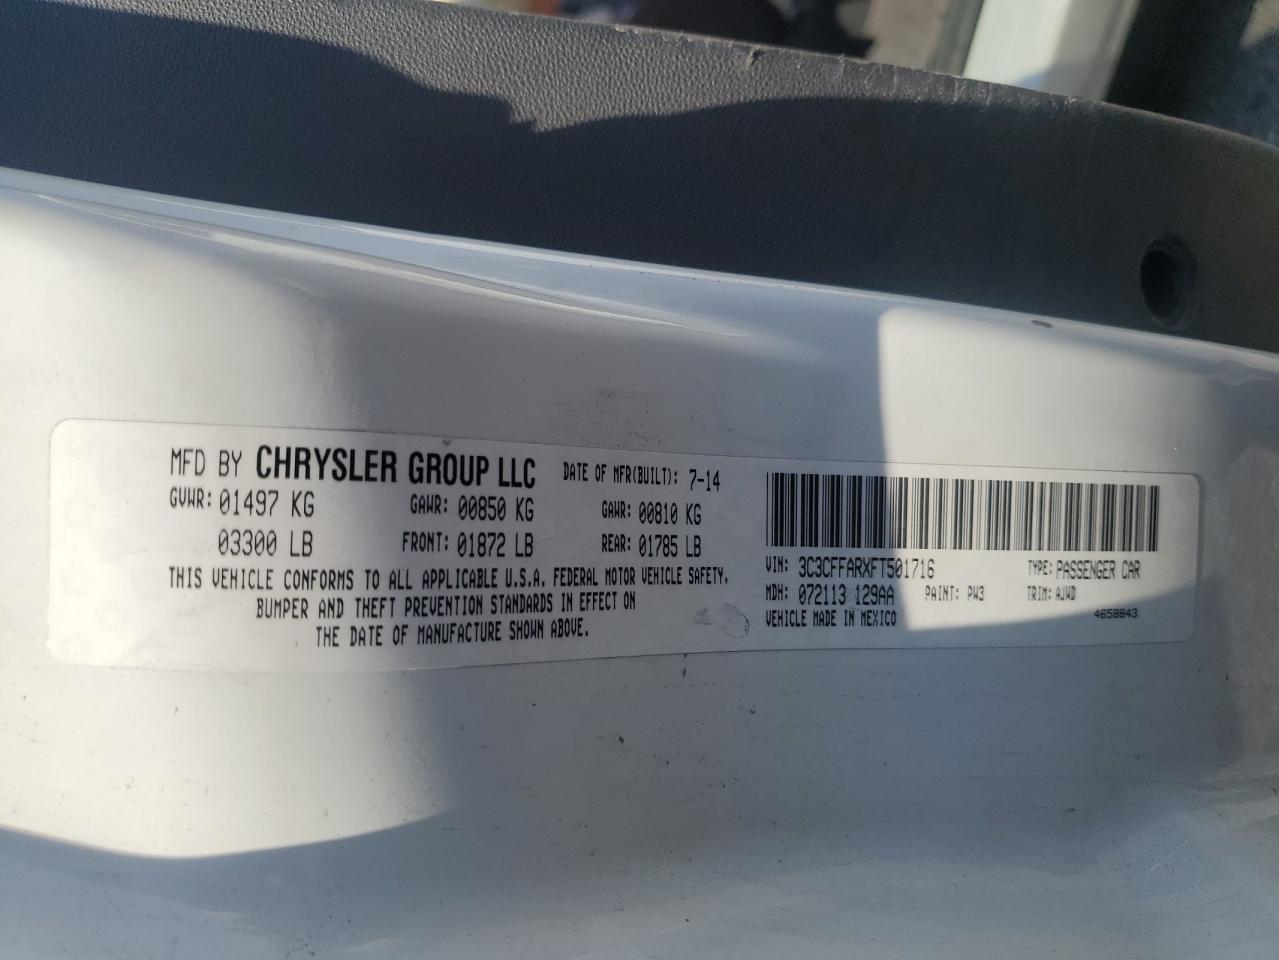 MFD BY CHRYSLER GROUP LLC DATE OF MFR(BUILT): 7-14
GVWR: 01497 KG GAWR: 00850 KG GAWR: 00810 KG
03300 LB FRONT: 01872 LB REAR: 01785 LB
THIS VEHICLE CONFORMS TO ALL APPLICABLE U.S.A. FEDERAL MOTOR VEHICLE SAFETY,
BUMPER AND THEFT PREVENTION STANDARDS IN EFFECT ON
THE DATE OF MANUFACTURE SHOWN ABOVE.
VIN: 3C3CFFARXFT501716 TYPE: PASSENGER CAR
MDH: 072113 129AA PAINT: PW3 TRIM: AJWD
VEHICLE MADE IN MEXICO 4658843